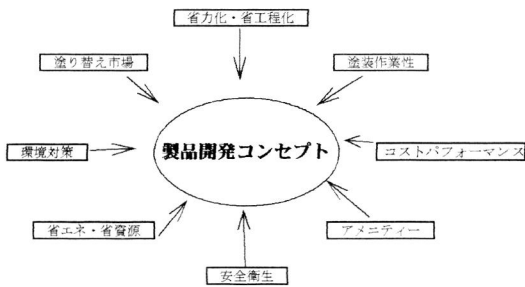 省力化・省工程化
塗り替え市場
塗装作業性
環境対策
製品開発コンセプト
コストパフォーマンス
省エネ・省資源
アメニティー
安全衛生